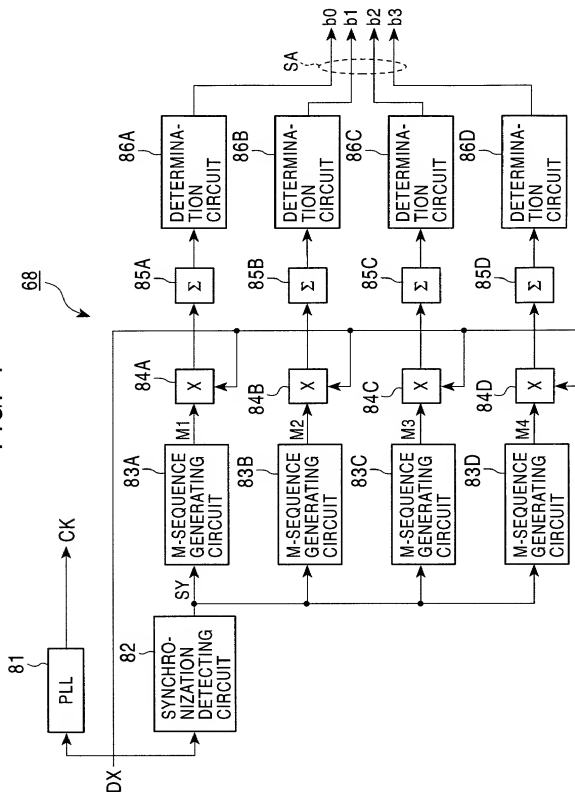 68
81
PLL
CK
DX
82
SYNCHRO-
NIZATION
DETECTING
CIRCUIT
SY
83A
M-SEQUENCE
GENERATING
CIRCUIT
M1
84A
X
85A
Σ
86A
DETERMINA-
TION
CIRCUIT
83B
M-SEQUENCE
GENERATING
CIRCUIT
M2
84B
X
85B
Σ
86B
DETERMINA-
TION
CIRCUIT
83C
M-SEQUENCE
GENERATING
CIRCUIT
M3
84C
X
85C
Σ
86C
DETERMINA-
TION
CIRCUIT
83D
M-SEQUENCE
GENERATING
CIRCUIT
M4
84D
X
85D
Σ
86D
DETERMINA-
TION
CIRCUIT
SA
b0
b1
b2
b3